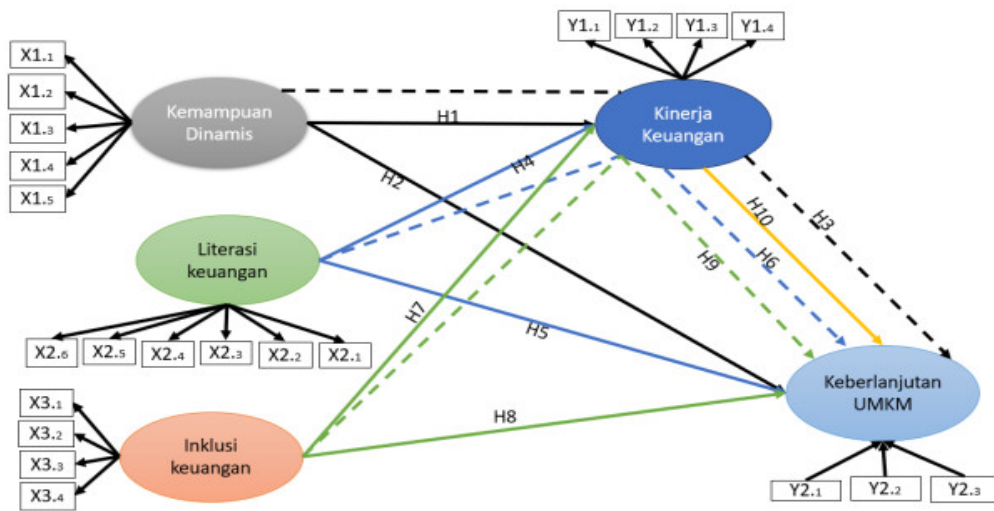 Y1.1
Y1.2
Y1.3
Y1.4
X1.1
X1.2
X1.3
X1.4
X1.5
Kemampuan
Dinamis
Kinerja
Keuangan
H1
H2
H4
H3
H10
H6
H9
Literasi
keuangan
H7
H5
X2.6
X2.5
X2.4
X2.3
X2.2
X2.1
Keberlanjutan
UMKM
X3.1
X3.2
X3.3
X3.4
Inklusi
keuangan
H8
Y2.1
Y2.2
Y2.3